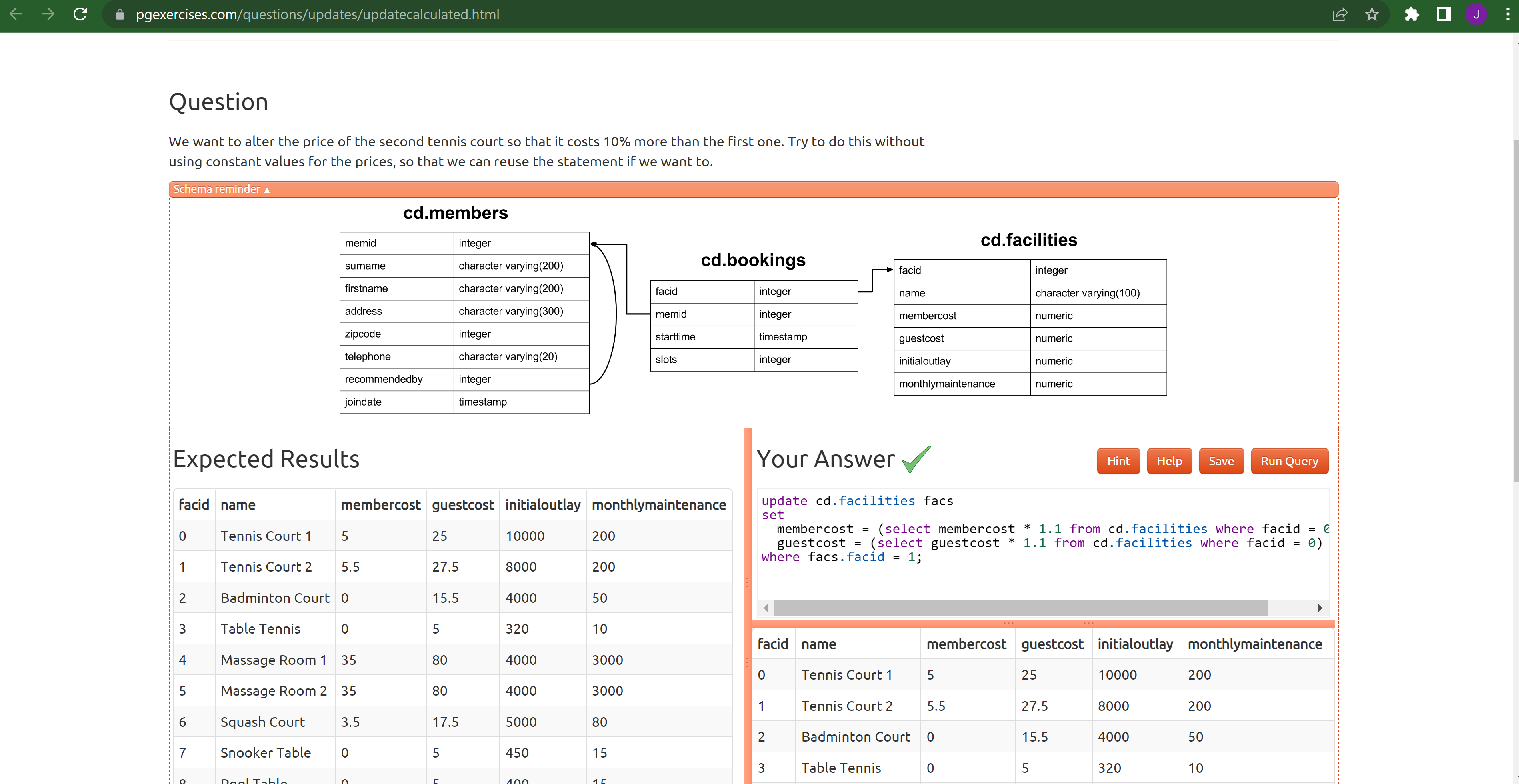 pgexercises.com/questions/updates/updatecalculated.html
J
Question
We want to alter the price of the second tennis court so that it costs 10% more than the first one. Try to do this without
using constant values for the prices, so that we can reuse the statement if we want to.
Schema reminder ▲
cd.members
memid integer
surname character varying(200)
firstname character varying(200)
address character varying(300)
zipcode integer
telephone character varying(20)
recommendedby integer
joindate timestamp
cd.bookings
facid integer
memid integer
starttime timestamp
slots integer
cd.facilities
facid integer
name character varying(100)
membercost numeric
guestcost numeric
initialoutlay numeric
monthlymaintenance numeric
Expected Results
facid name membercost guestcost initialoutlay monthlymaintenance
0 Tennis Court 1 5 25 10000 200
1 Tennis Court 2 5.5 27.5 8000 200
2 Badminton Court 0 15.5 4000 50
3 Table Tennis 0 5 320 10
4 Massage Room 1 35 80 4000 3000
5 Massage Room 2 35 80 4000 3000
6 Squash Court 3.5 17.5 5000 80
7 Snooker Table 0 5 450 15
8 Pool Table 0 5 400 15
Your Answer
Hint Help Save Run Query
update cd.facilities facs
set
membercost = (select membercost * 1.1 from cd.facilities where facid = 0
guestcost = (select guestcost * 1.1 from cd.facilities where facid = 0)
where facs.facid = 1;
facid name membercost guestcost initialoutlay monthlymaintenance
0 Tennis Court 1 5 25 10000 200
1 Tennis Court 2 5.5 27.5 8000 200
2 Badminton Court 0 15.5 4000 50
3 Table Tennis 0 5 320 10